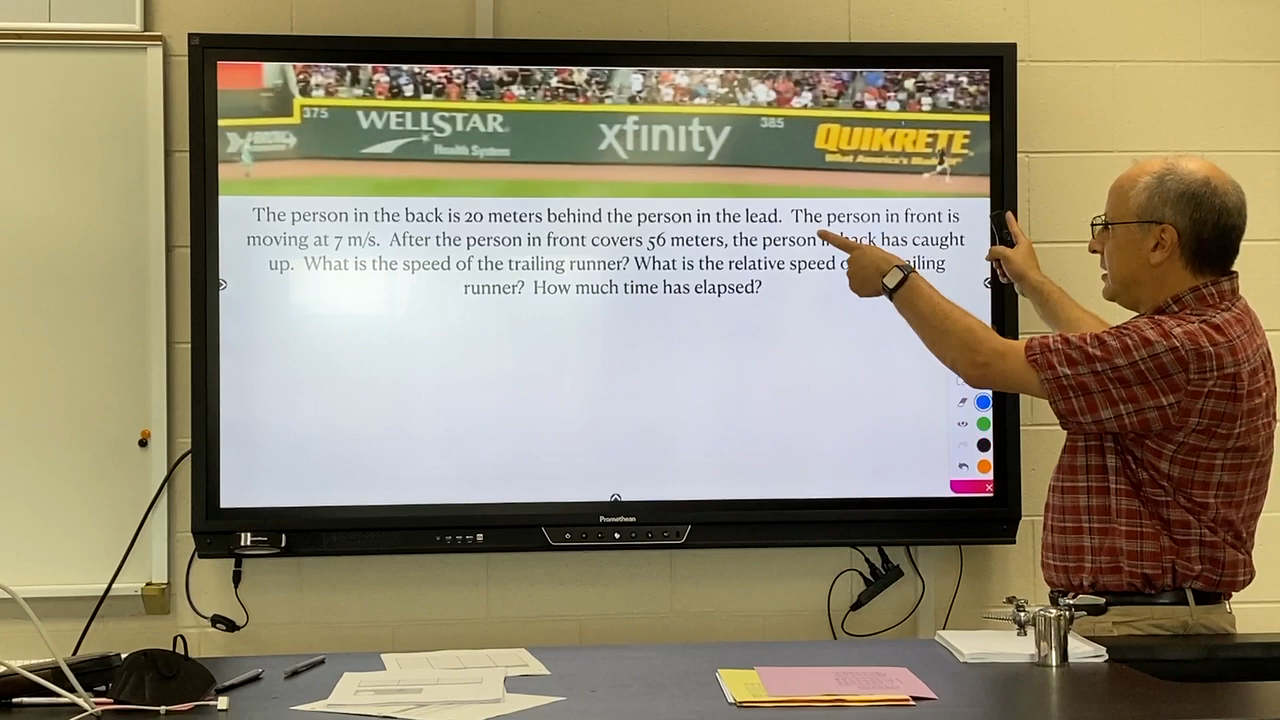 375
385
WELLSTAR
Health System
xfinity
QUIKRETE
The person in the back is 20 meters behind the person in the lead. The person in front is
moving at 7 m/s. After the person in front covers 56 meters, the person in back has caught
up. What is the speed of the trailing runner? What is the relative speed
runner? How much time has elapsed?
Promethean